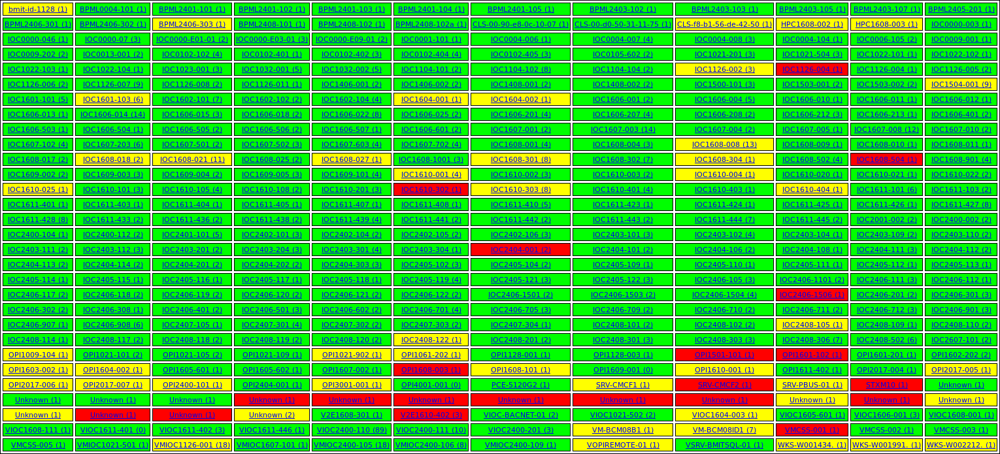 bmit-id-1128 (1) BPML0004-101 (1) BPML2401-101 (1) BPML2401-102 (1) BPML2401-103 (1) BPML2401-104 (1) BPML2401-105 (1) BPML2403-102 (1) BPML2403-103 (1) BPML2403-105 (1) BPML2403-107 (1) BPML2405-201 (1)
BPML2406-301 (1) BPML2406-302 (1) BPML2406-303 (1) BPML2408-101 (1) BPML2408-102 (1) BPML2408-102a (1) CLS-00-90-e8-0c-10-07 (1) CLS-00-d0-50-31-11-75 (1) CLS-f8-b1-56-de-42-50 (1) HPC1608-002 (1) HPC1608-003 (1) IOC0000-003 (1)
IOC0000-046 (1) IOC0000-07 (3) IOC0000-E01-01 (2) IOC0000-E03-01 (3) IOC0000-E09-01 (2) IOC0001-101 (1) IOC0004-006 (1) IOC0004-007 (4) IOC0004-008 (3) IOC0004-104 (1) IOC0006-105 (2) IOC0009-001 (1)
IOC0009-202 (2) IOC0013-001 (2) IOC0102-102 (4) IOC0102-401 (1) IOC0102-402 (3) IOC0102-404 (4) IOC0102-405 (3) IOC0105-602 (2) IOC1021-201 (3) IOC1021-504 (3) IOC1022-101 (1) IOC1022-102 (1)
IOC1022-103 (1) IOC1022-104 (1) IOC1023-001 (3) IOC1032-001 (5) IOC1032-002 (5) IOC1104-101 (2) IOC1104-102 (8) IOC1104-104 (2) IOC1126-002 (3) IOC1126-004 (1) IOC1126-004 (1) IOC1126-005 (2)
IOC1126-006 (2) IOC1126-007 (9) IOC1126-008 (2) IOC1126-011 (1) IOC1406-001 (2) IOC1406-002 (2) IOC1408-001 (2) IOC1408-002 (2) IOC1500-101 (3) IOC1503-001 (2) IOC1503-002 (2) IOC1504-001 (9)
IOC1601-101 (5) IOC1601-103 (6) IOC1602-101 (7) IOC1602-102 (2) IOC1602-104 (4) IOC1604-001 (1) IOC1604-002 (1) IOC1606-001 (2) IOC1606-004 (5) IOC1606-010 (1) IOC1606-011 (1) IOC1606-012 (1)
IOC1606-013 (1) IOC1606-014 (14) IOC1606-015 (3) IOC1606-018 (2) IOC1606-022 (8) IOC1606-025 (2) IOC1606-201 (4) IOC1606-207 (4) IOC1606-208 (2) IOC1606-212 (3) IOC1606-213 (1) IOC1606-401 (2)
IOC1606-503 (1) IOC1606-504 (1) IOC1606-505 (2) IOC1606-506 (2) IOC1606-507 (1) IOC1606-601 (2) IOC1607-001 (2) IOC1607-003 (14) IOC1607-004 (2) IOC1607-005 (1) IOC1607-008 (12) IOC1607-010 (2)
IOC1607-102 (4) IOC1607-203 (6) IOC1607-501 (2) IOC1607-502 (3) IOC1607-603 (4) IOC1607-702 (4) IOC1608-001 (4) IOC1608-004 (3) IOC1608-008 (13) IOC1608-009 (1) IOC1608-010 (1) IOC1608-011 (1)
IOC1608-017 (2) IOC1608-018 (2) IOC1608-021 (11) IOC1608-025 (2) IOC1608-027 (1) IOC1608-1001 (3) IOC1608-301 (8) IOC1608-302 (7) IOC1608-304 (1) IOC1608-502 (4) IOC1608-504 (1) IOC1608-901 (4)
IOC1609-002 (2) IOC1609-003 (3) IOC1609-004 (2) IOC1609-005 (3) IOC1609-101 (4) IOC1610-001 (4) IOC1610-002 (3) IOC1610-003 (2) IOC1610-004 (1) IOC1610-020 (1) IOC1610-021 (1) IOC1610-022 (2)
IOC1610-025 (1) IOC1610-101 (3) IOC1610-105 (4) IOC1610-108 (2) IOC1610-201 (3) IOC1610-302 (1) IOC1610-303 (8) IOC1610-401 (4) IOC1610-403 (1) IOC1610-404 (1) IOC1611-101 (6) IOC1611-103 (2)
IOC1611-401 (1) IOC1611-403 (1) IOC1611-404 (1) IOC1611-405 (1) IOC1611-407 (1) IOC1611-408 (1) IOC1611-410 (5) IOC1611-423 (1) IOC1611-424 (1) IOC1611-425 (1) IOC1611-426 (1) IOC1611-427 (8)
IOC1611-428 (8) IOC1611-433 (2) IOC1611-436 (2) IOC1611-438 (2) IOC1611-439 (4) IOC1611-441 (2) IOC1611-442 (2) IOC1611-443 (2) IOC1611-444 (7) IOC1611-445 (2) IOC2001-002 (2) IOC2400-002 (2)
IOC2400-104 (1) IOC2400-112 (2) IOC2401-101 (5) IOC2402-101 (3) IOC2402-104 (2) IOC2402-105 (2) IOC2402-106 (3) IOC2403-101 (3) IOC2403-102 (4) IOC2403-104 (1) IOC2403-109 (2) IOC2403-110 (2)
IOC2403-111 (2) IOC2403-112 (3) IOC2403-201 (2) IOC2403-204 (3) IOC2403-301 (4) IOC2403-304 (1) IOC2404-001 (2) IOC2404-101 (2) IOC2404-106 (2) IOC2404-108 (1) IOC2404-111 (3) IOC2404-112 (2)
IOC2404-113 (2) IOC2404-114 (2) IOC2404-201 (2) IOC2404-202 (2) IOC2404-303 (3) IOC2405-102 (3) IOC2405-104 (2) IOC2405-109 (1) IOC2405-110 (1) IOC2405-111 (1) IOC2405-112 (1) IOC2405-113 (1)
IOC2405-114 (1) IOC2405-115 (1) IOC2405-116 (1) IOC2405-117 (1) IOC2405-118 (1) IOC2405-119 (4) IOC2405-121 (3) IOC2405-122 (3) IOC2406-105 (3) IOC2406-1101 (2) IOC2406-111 (3) IOC2406-112 (1)
IOC2406-117 (2) IOC2406-118 (2) IOC2406-119 (2) IOC2406-120 (2) IOC2406-121 (2) IOC2406-122 (2) IOC2406-1501 (2) IOC2406-1503 (2) IOC2406-1504 (4) IOC2406-1506 (1) IOC2406-201 (2) IOC2406-301 (3)
IOC2406-302 (2) IOC2406-308 (1) IOC2406-401 (2) IOC2406-501 (3) IOC2406-602 (2) IOC2406-701 (4) IOC2406-705 (3) IOC2406-709 (2) IOC2406-710 (2) IOC2406-711 (2) IOC2406-712 (3) IOC2406-901 (3)
IOC2406-907 (1) IOC2406-908 (6) IOC2407-105 (1) IOC2407-301 (4) IOC2407-302 (2) IOC2407-303 (2) IOC2407-304 (1) IOC2408-101 (2) IOC2408-102 (2) IOC2408-105 (1) IOC2408-109 (1) IOC2408-110 (2)
IOC2408-114 (1) IOC2408-117 (2) IOC2408-118 (2) IOC2408-119 (2) IOC2408-120 (2) IOC2408-122 (1) IOC2408-201 (2) IOC2408-301 (3) IOC2408-303 (3) IOC2408-306 (7) IOC2408-502 (6) IOC2607-101 (2)
OPI1009-104 (1) OPI1021-101 (2) OPI1021-105 (2) OPI1021-109 (1) OPI1021-902 (1) OPI1061-202 (1) OPI1128-001 (1) OPI1128-003 (1) OPI1501-101 (1) OPI1601-102 (1) OPI1601-201 (1) OPI1602-202 (2)
OPI1603-002 (1) OPI1604-002 (1) OPI1605-601 (1) OPI1605-602 (1) OPI1607-002 (1) OPI1608-003 (1) OPI1608-101 (1) OPI1609-001 (0) OPI1610-001 (1) OPI1611-402 (1) OPI2017-004 (1) OPI2017-005 (1)
OPI2017-006 (1) OPI2017-007 (1) OPI2400-101 (1) OPI2404-001 (1) OPI3001-001 (1) OPI4001-001 (0) PCE-5120G2 (1) SRV-CMCF1 (1) SRV-CMCF2 (1) SRV-PBUS-01 (1) STXM10 (1) Unknown (1)
Unknown (1) Unknown (1) Unknown (1) Unknown (1) Unknown (1) Unknown (1) Unknown (1) Unknown (1) Unknown (1) Unknown (1) Unknown (1) Unknown (1)
Unknown (1) Unknown (1) Unknown (1) Unknown (2) V2E1608-301 (1) V2E1610-402 (3) VIOC-BACNET-01 (2) VIOC1021-502 (2) VIOC1604-003 (1) VIOC1605-601 (1) VIOC1606-001 (3) VIOC1608-001 (1)
VIOC1608-111 (1) VIOC1611-401 (0) VIOC1611-402 (3) VIOC1611-446 (1) VIOC2400-110 (89) VIOC2400-111 (10) VIOC2400-201 (3) VM-BCM08B1 (1) VM-BCM08ID1 (7) VMCSS-001 (1) VMCSS-002 (1) VMCSS-003 (1)
VMCSS-005 (1) VMIOC1021-501 (1) VMIOC1126-001 (18) VMIOC1607-101 (1) VMIOC2400-105 (18) VMIOC2400-106 (8) VMIOC2400-109 (1) VOPIREMOTE-01 (1) VSRV-BMITSQL-01 (1) WKS-W001434. (1) WKS-W001991. (1) WKS-W002212. (1)